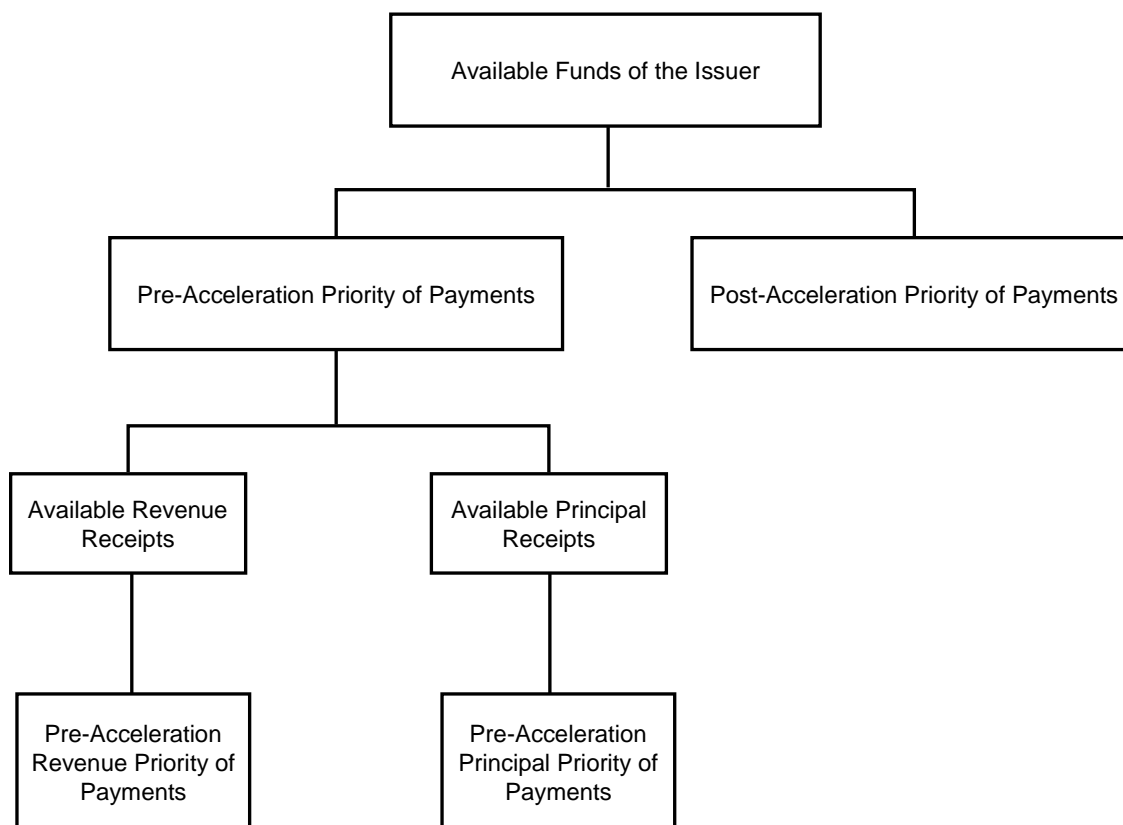 Available Funds of the Issuer
Pre-Acceleration Priority of Payments
Post-Acceleration Priority of Payments
Available Revenue
Receipts
Available Principal
Receipts
Pre-Acceleration
Revenue Priority of
Payments
Pre-Acceleration
Principal Priority of
Payments